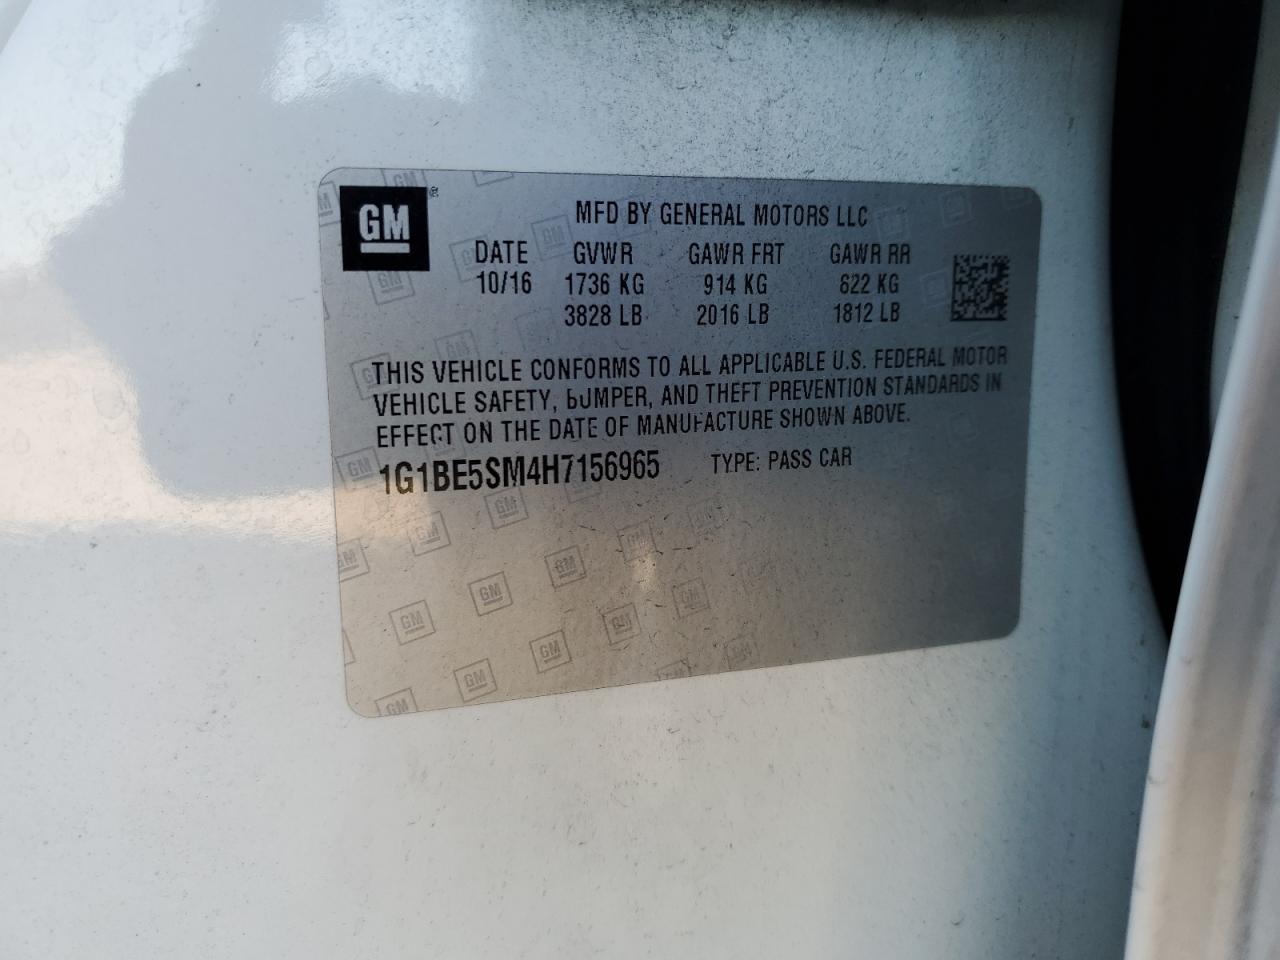 GM®
MFD BY GENERAL MOTORS LLC
DATE GVWR GAWR FRT GAWR RR
10/16 1736 KG 914 KG 822 KG
3828 LB 2016 LB 1812 LB
THIS VEHICLE CONFORMS TO ALL APPLICABLE U.S. FEDERAL MOTOR
VEHICLE SAFETY, BUMPER, AND THEFT PREVENTION STANDARDS IN
EFFECT ON THE DATE OF MANUFACTURE SHOWN ABOVE.
1G1BE5SM4H7156965 TYPE: PASS CAR